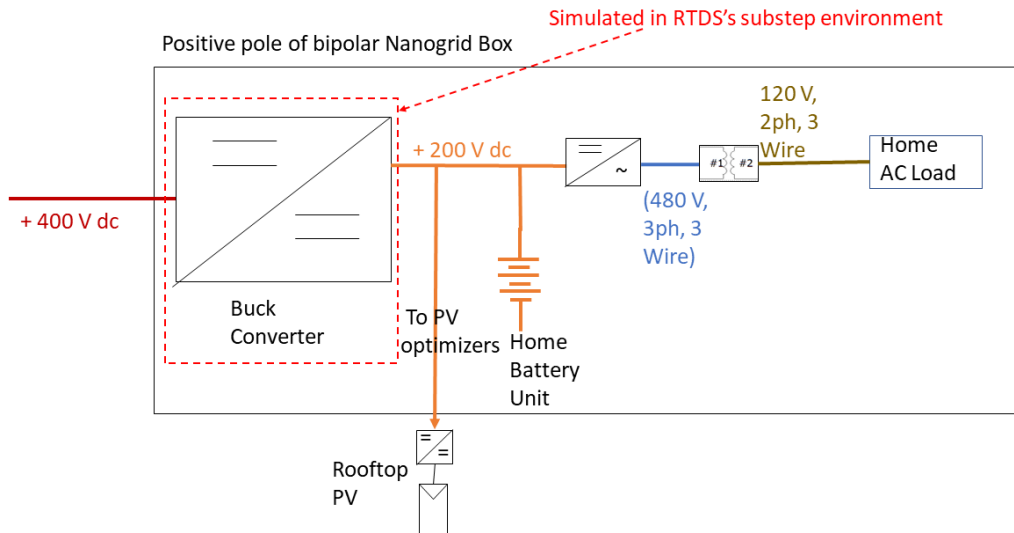 Simulated in RTDS's substep environment
Positive pole of bipolar Nanogrid Box
120 V,
2ph, 3
Wire
+ 200 V dc
~
#1 #2
Home
AC Load
+ 400 V dc
(480 V,
3ph, 3
Wire)
Buck
Converter
To PV
optimizers
Home
Battery
Unit
Rooftop
PV